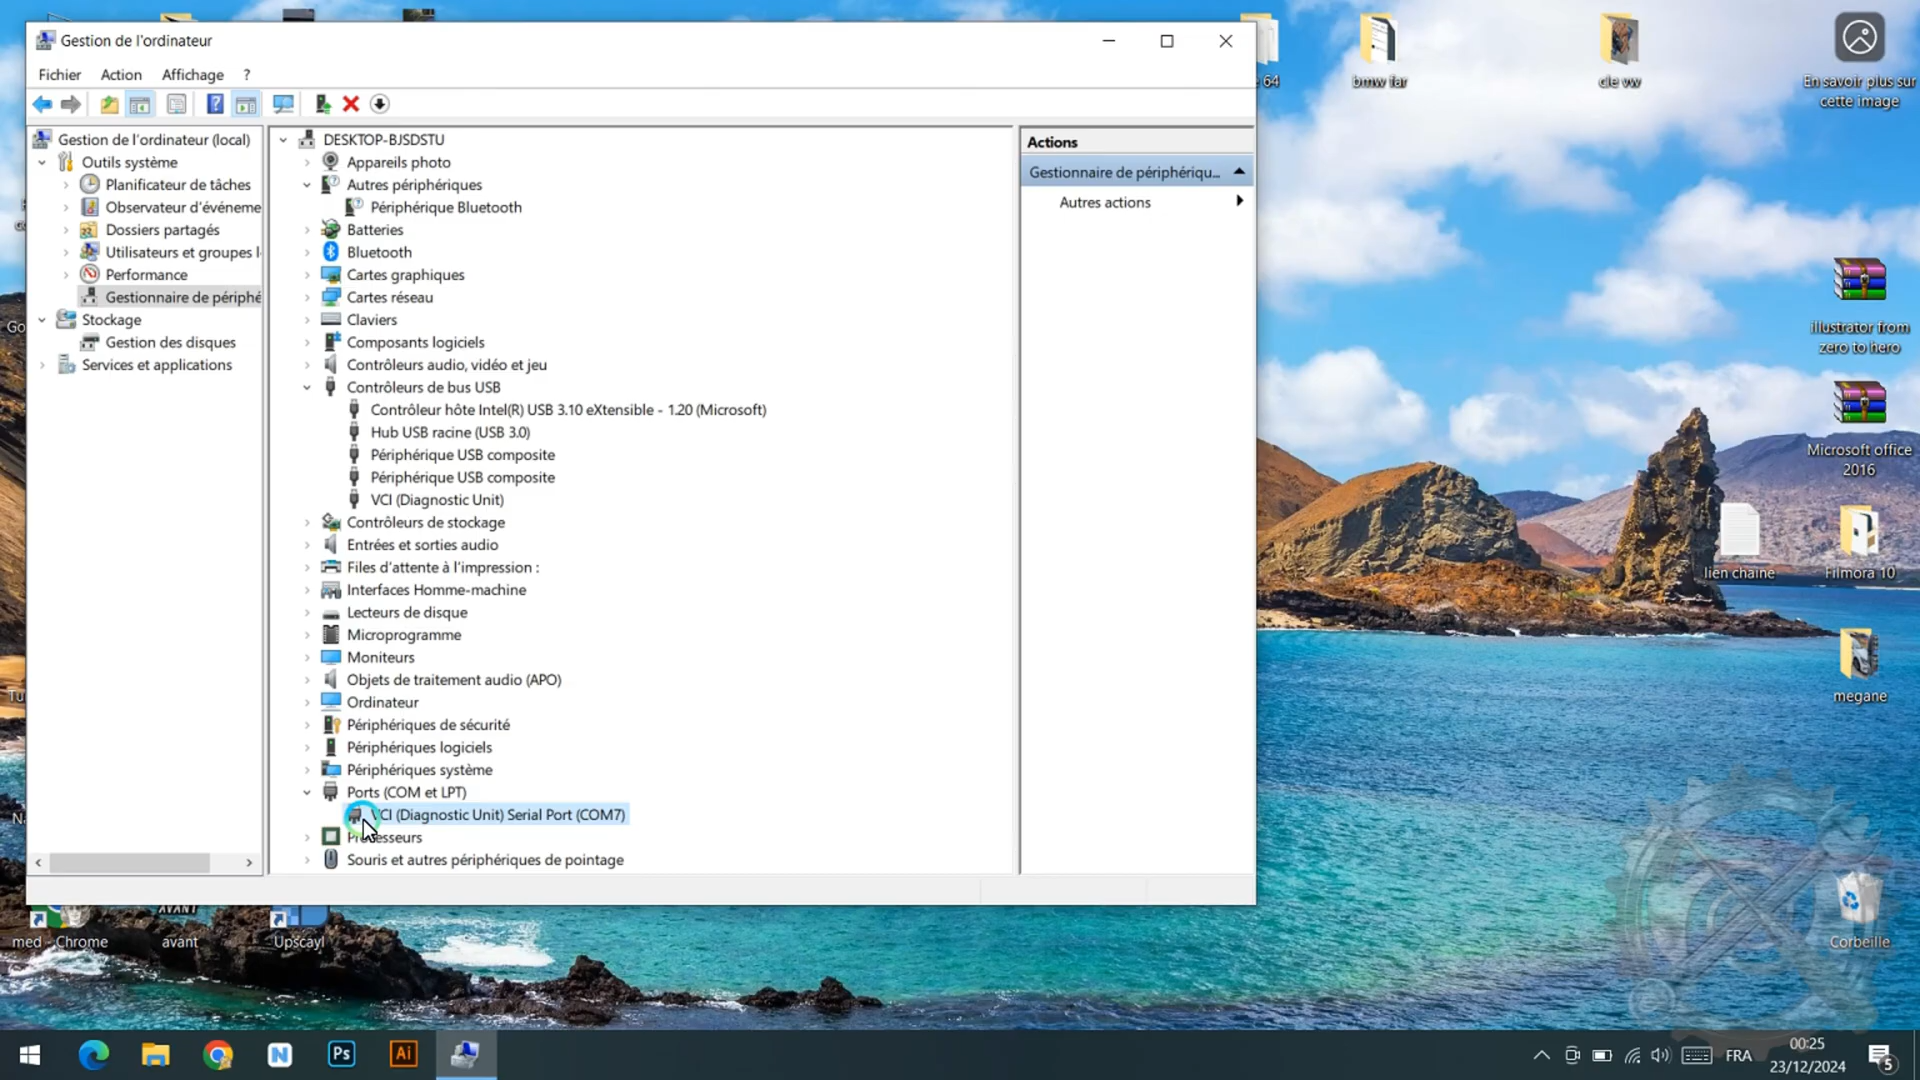 Gestion de l'ordinateur
Fichier Action Affichage ?
Gestion de l'ordinateur (local)
Outils système
Planificateur de tâches
Observateur d'événeme
Dossiers partagés
Utilisateurs et groupes l
Performance
Gestionnaire de périphé
Stockage
Gestion des disques
Services et applications
DESKTOP-BJSDSTU
Appareils photo
Autres périphériques
Périphérique Bluetooth
Batteries
Bluetooth
Cartes graphiques
Cartes réseau
Claviers
Composants logiciels
Contrôleurs audio, vidéo et jeu
Contrôleurs de bus USB
Contrôleur hôte Intel(R) USB 3.10 eXtensible - 1.20 (Microsoft)
Hub USB racine (USB 3.0)
Périphérique USB composite
Périphérique USB composite
VCI (Diagnostic Unit)
Contrôleurs de stockage
Entrées et sorties audio
Files d'attente à l'impression :
Interfaces Homme-machine
Lecteurs de disque
Microprogramme
Moniteurs
Objets de traitement audio (APO)
Ordinateur
Périphériques de sécurité
Périphériques logiciels
Périphériques système
Ports (COM et LPT)
VCI (Diagnostic Unit) Serial Port (COM7)
Processeurs
Souris et autres périphériques de pointage
Actions
Gestionnaire de périphériqu...
Autres actions
64
bmw far
cle vw
En savoir plus sur
cette image
illustrator from
zero to hero
Microsoft office
2016
lien chaine
Filmora 10
megane
Corbeille
med - Chrome
avant
Upscayl
N
Ps
Ai
FRA
00:25
23/12/2024
5